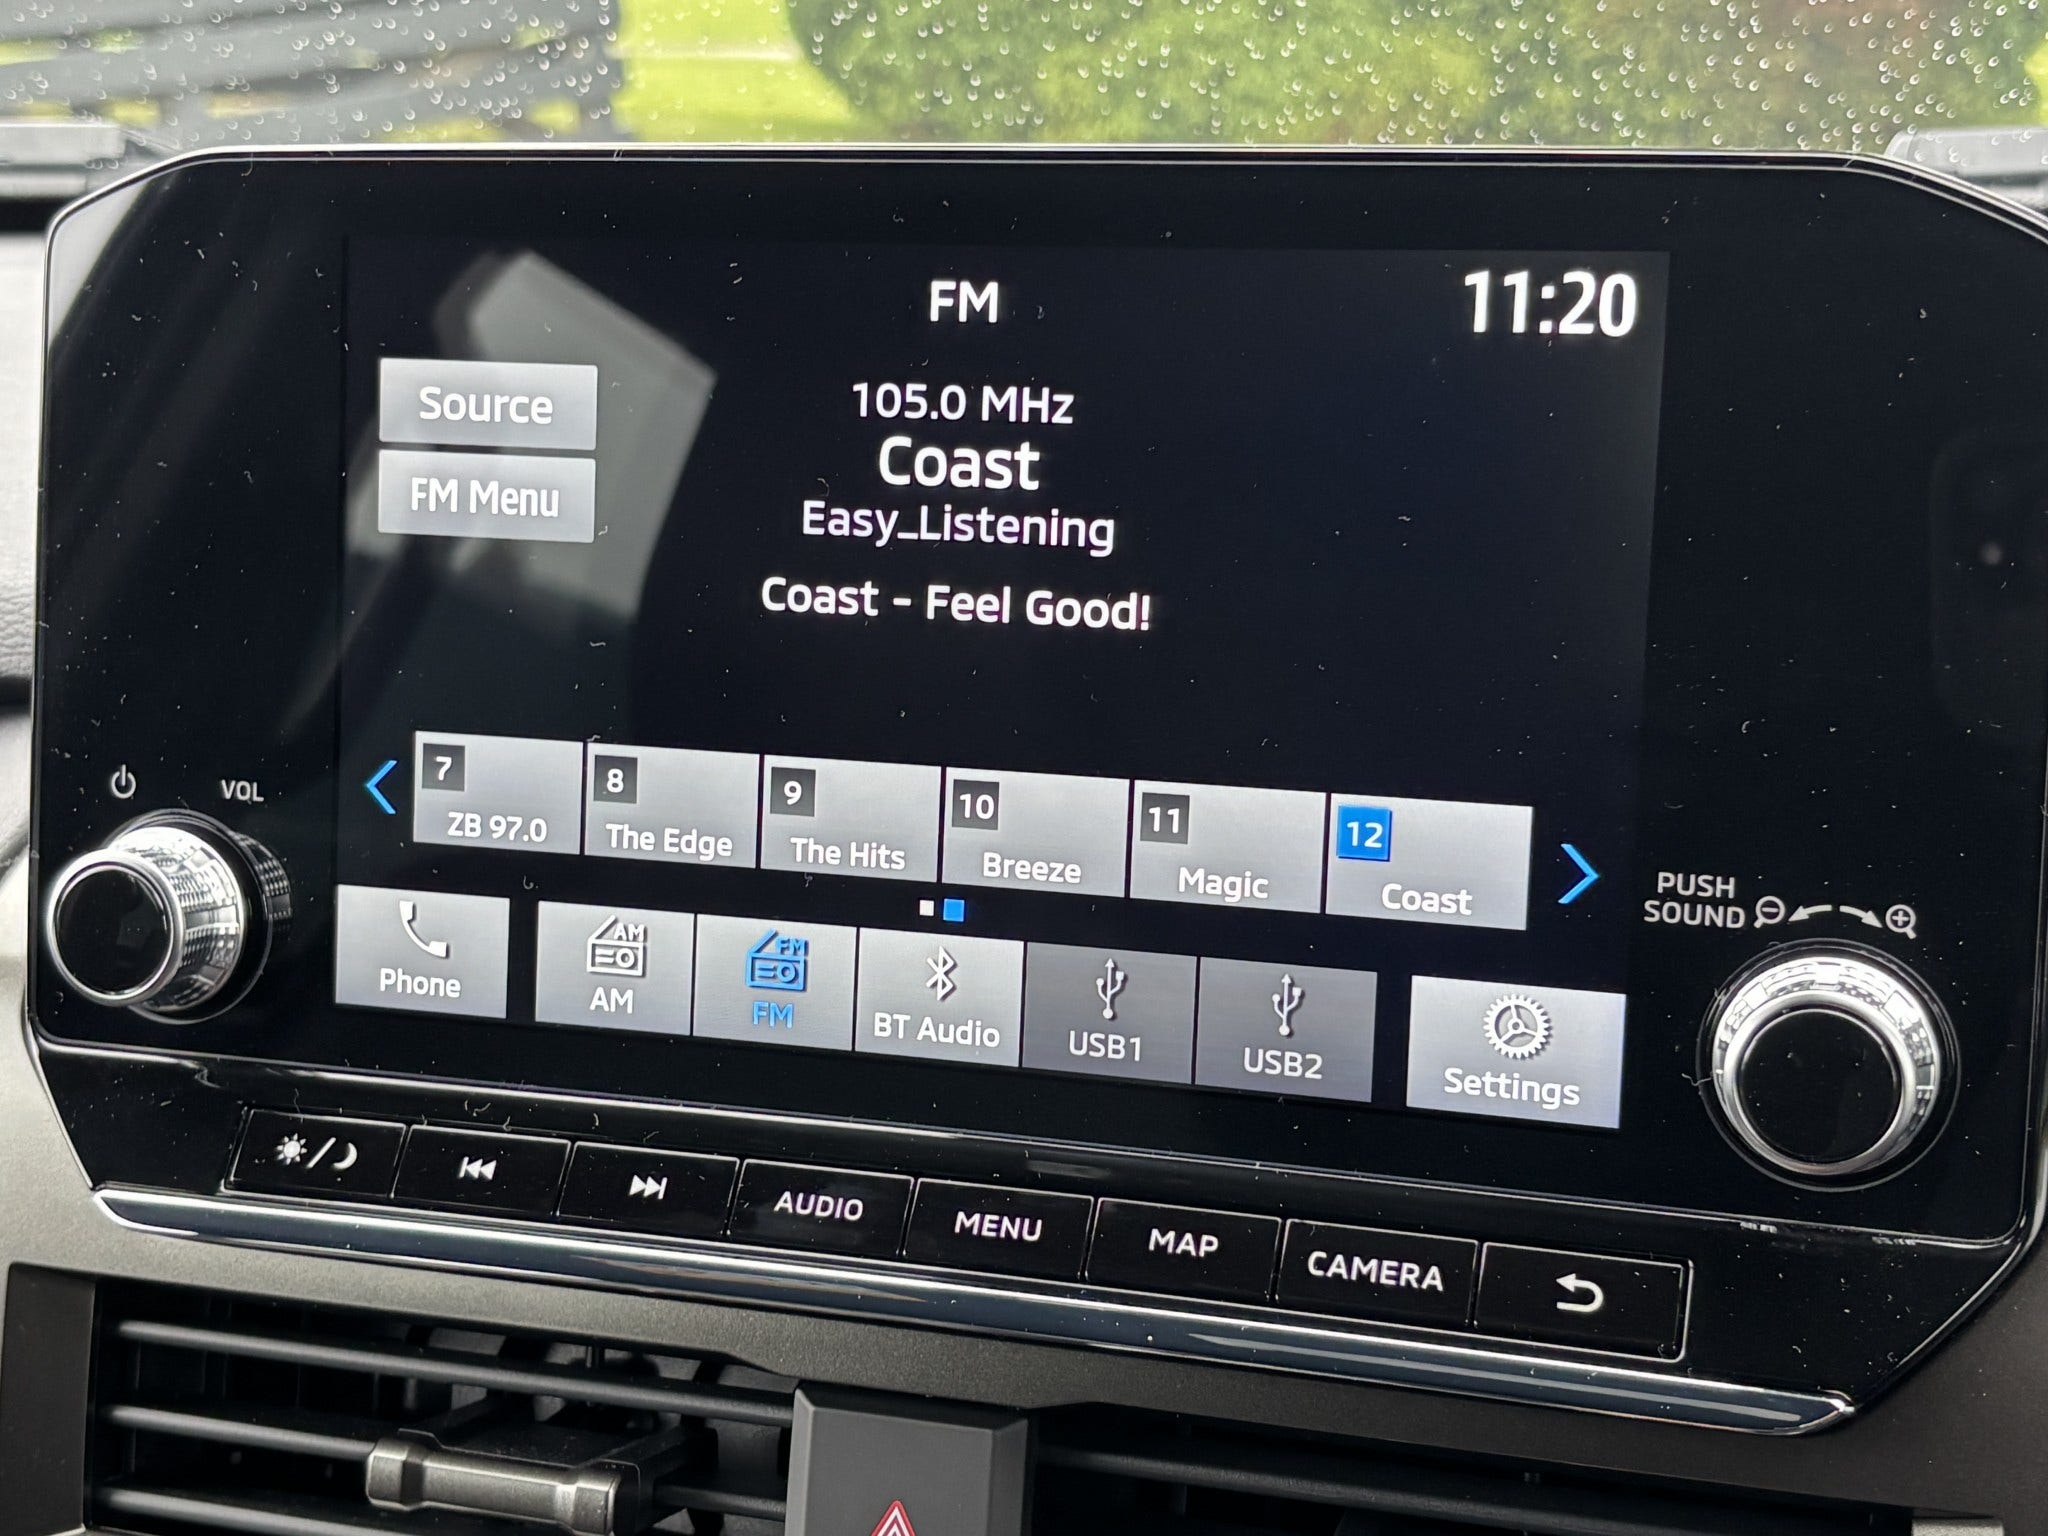 FM
11:20
Source
FM Menu
105.0 MHz
Coast
Easy_Listening
Coast - Feel Good!
7
ZB 97.0
8
The Edge
9
The Hits
10
Breeze
11
Magic
12
Coast
VOL
PUSH
SOUND
Phone
AM
AM
FM
FM
BT Audio
USB1
USB2
Settings
AUDIO
MENU
MAP
CAMERA